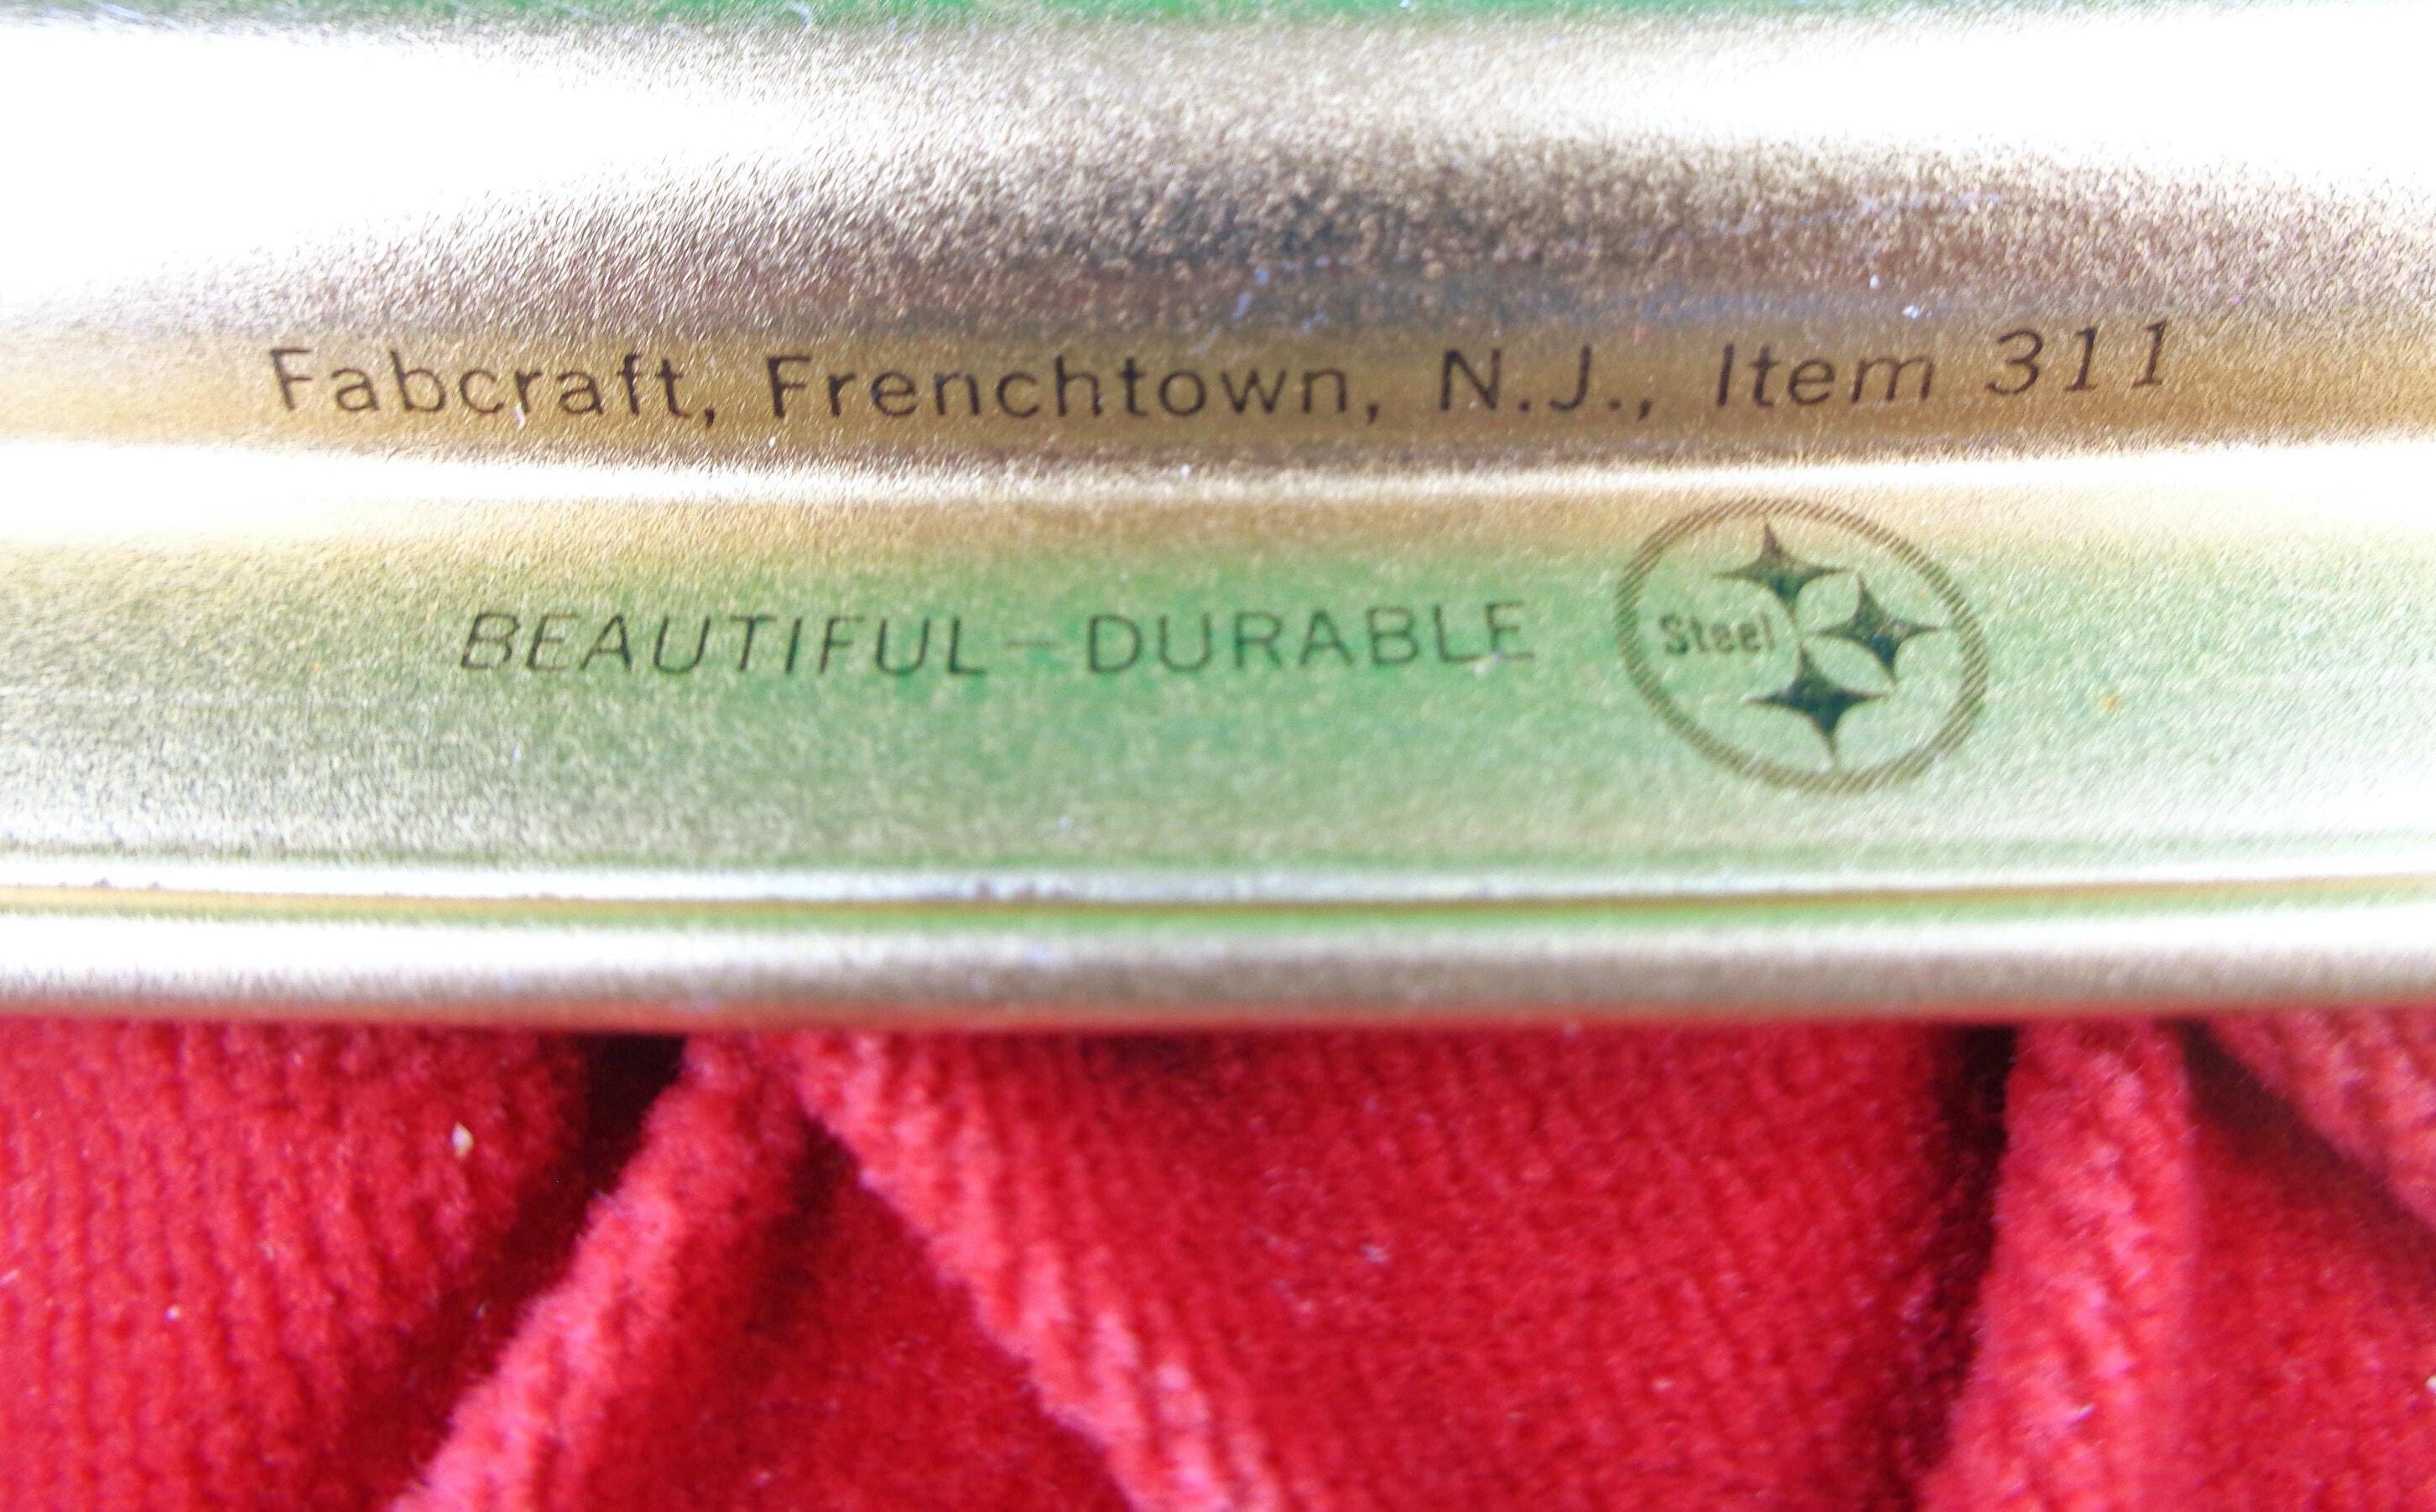 Fabcraft, Frenchtown, N.J., Item 311
BEAUTIFUL—DURABLE
Steel